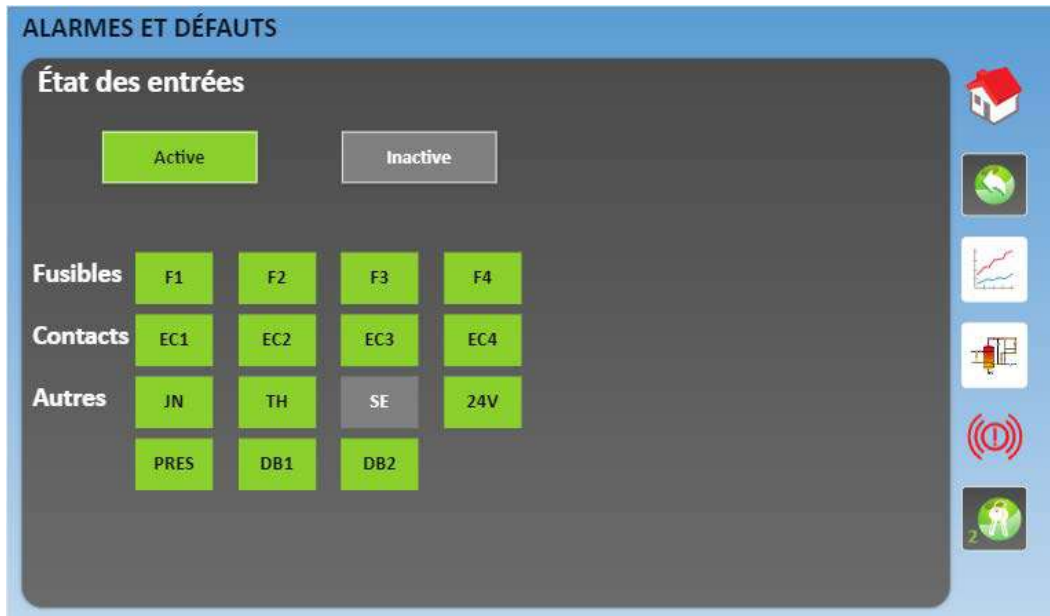 ALARMES ET DÉFAUTS
État des entrées
Active Inactive
Fusibles F1 F2 F3 F4
Contacts EC1 EC2 EC3 EC4
Autres JN TH SE 24V
PRES DB1 DB2
2